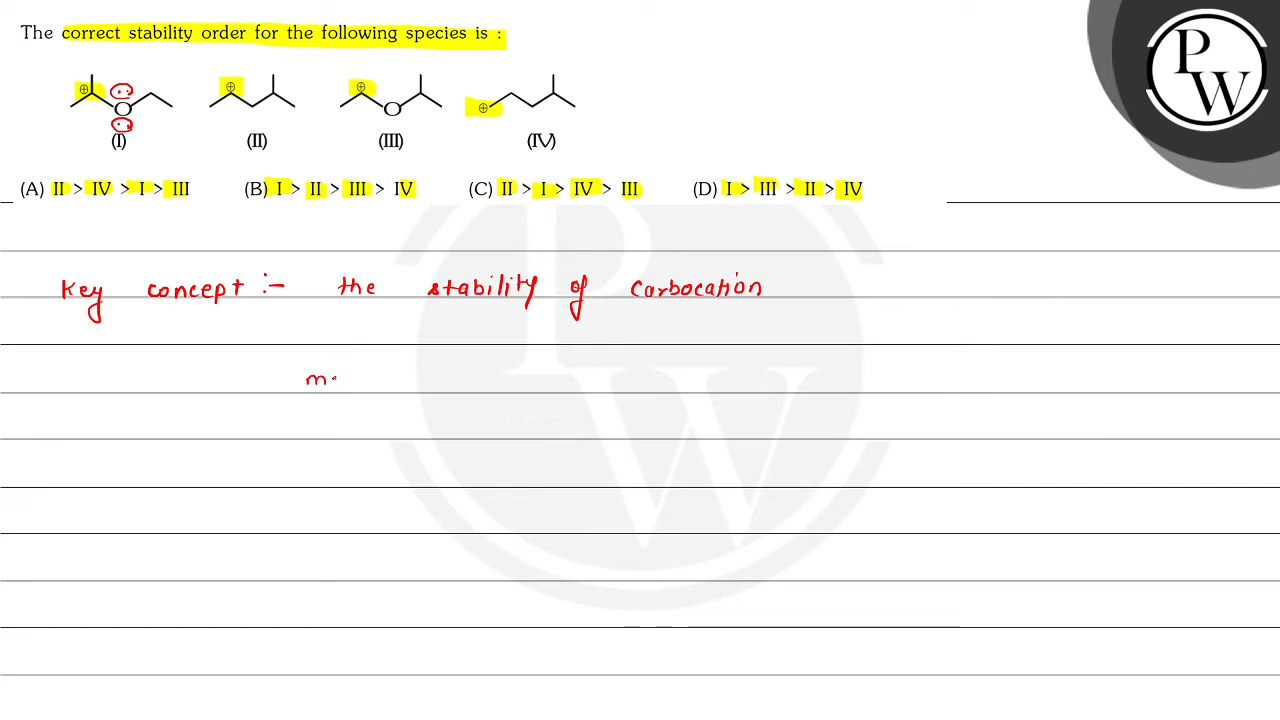 The correct stability order for the following species is :
⊕ O ⊕ O ⊕ ⊕
(I) (II) (III) (IV)
(A) II > IV > I > III (B) I > II > III > IV (C) II > I > IV > III (D) I > III > II > IV
Key concept :- the stability of carbocation
m.
P
W
P
W